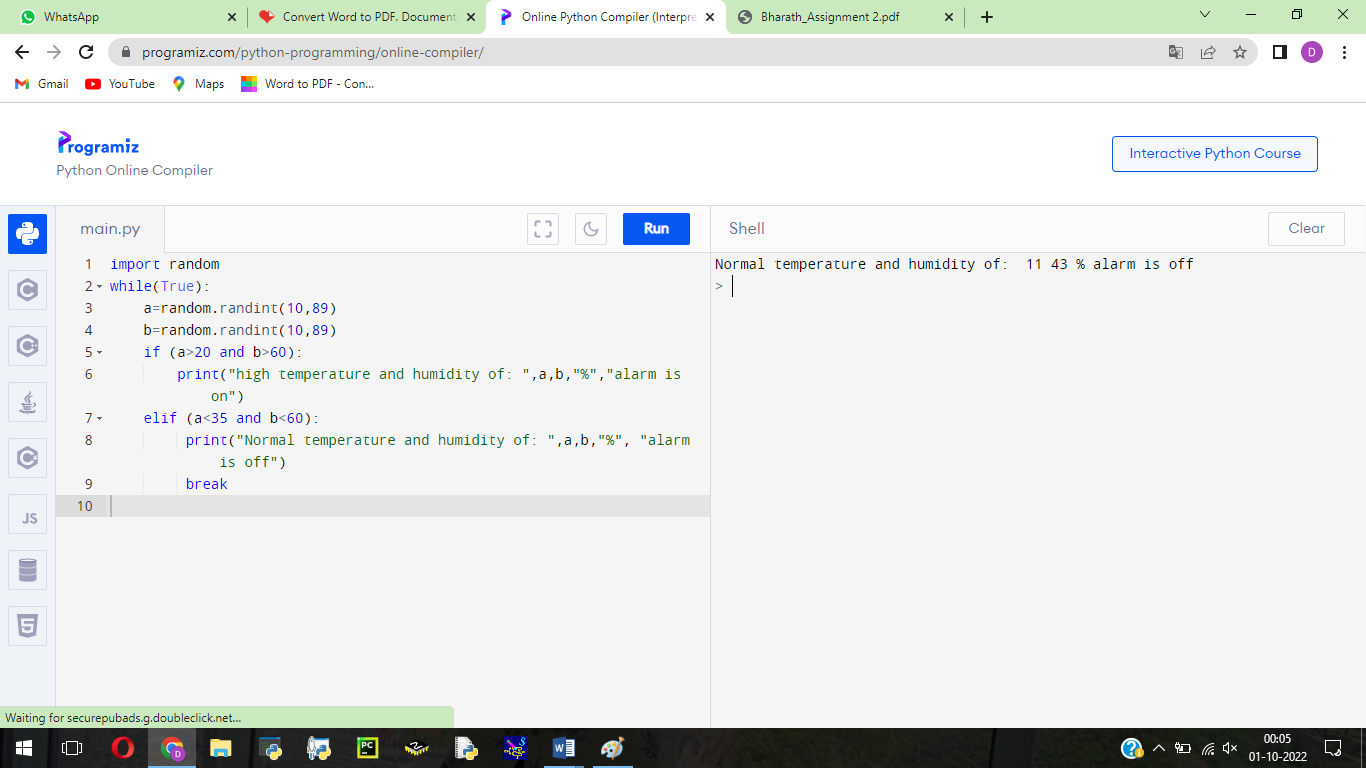 WhatsApp
Convert Word to PDF. Document
Online Python Compiler (Interpre
Bharath_Assignment 2.pdf
programiz.com/python-programming/online-compiler/
D
Gmail
YouTube
Maps
Word to PDF - Con...
Programiz
Python Online Compiler
Interactive Python Course
main.py
Run
Shell
Clear
1 import random
2 while(True):
3     a=random.randint(10,89)
4     b=random.randint(10,89)
5     if (a>20 and b>60):
6         print("high temperature and humidity of: ",a,b,"%","alarm is
            on")
7     elif (a<35 and b<60):
8          print("Normal temperature and humidity of: ",a,b,"%", "alarm
             is off")
9          break
10
Normal temperature and humidity of:  11 43 % alarm is off
>
JS
Waiting for securepubads.g.doubleclick.net...
00:05
01-10-2022